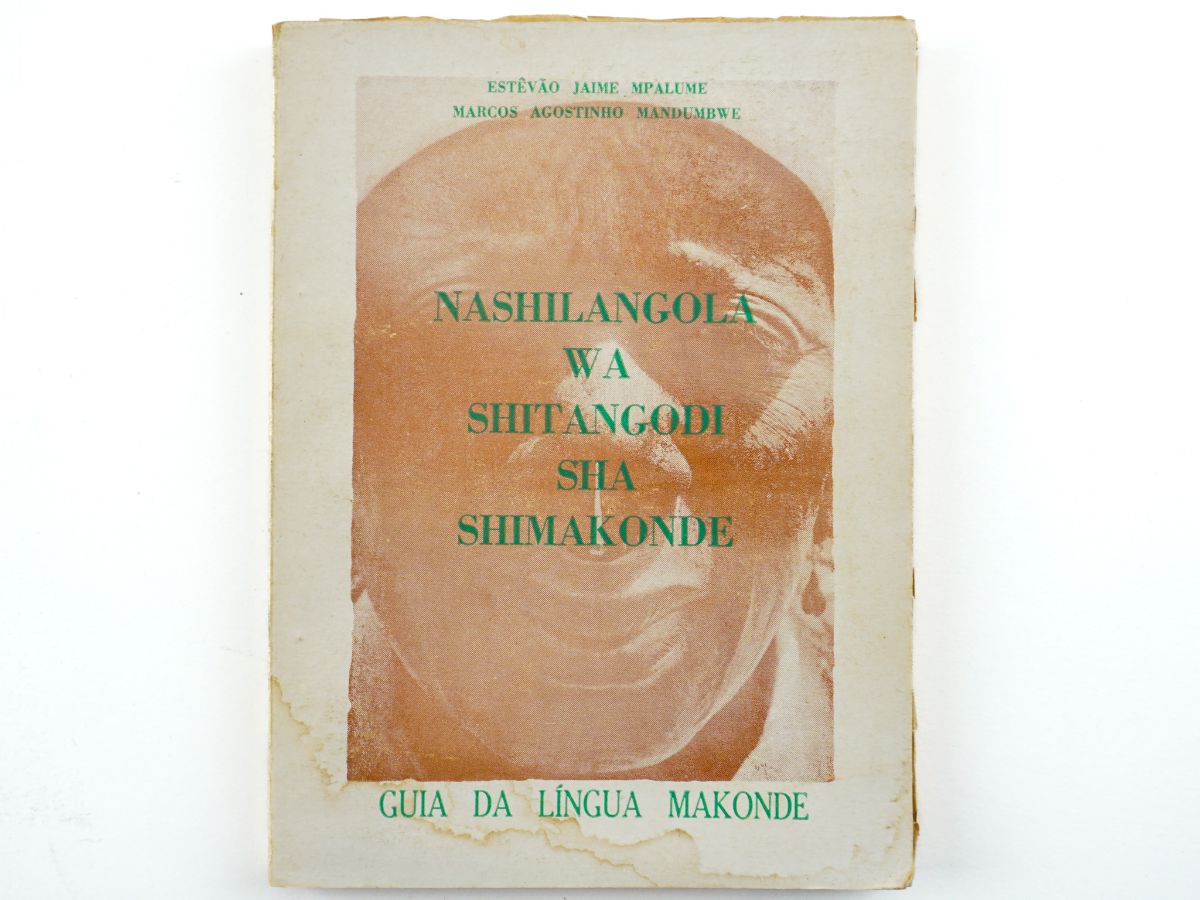 ESTÊVÃO JAIME MPALUME
MARCOS AGOSTINHO MANDUMBWE
NASHILANGOLA
WA
SHITANGODI
SHA
SHIMAKONDE
GUIA DA LÍNGUA MAKONDE